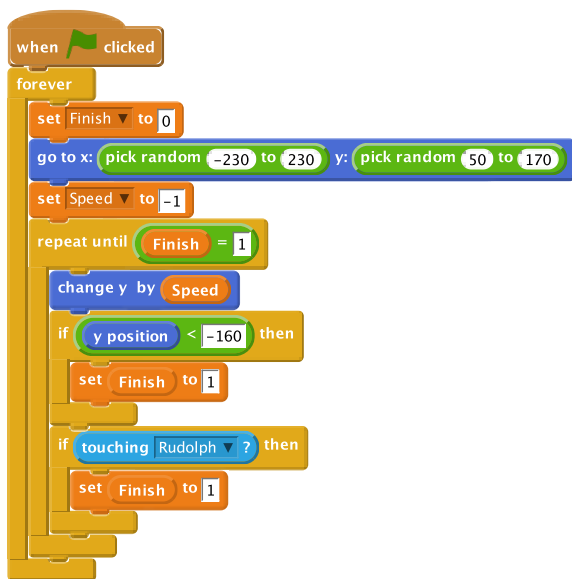 when clicked
forever
set Finish ▼ to 0
go to x: pick random -230 to 230 y: pick random 50 to 170
set Speed ▼ to -1
repeat until Finish = 1
change y by Speed
if y position < -160 then
set Finish to 1
if touching Rudolph ▼ ? then
set Finish to 1